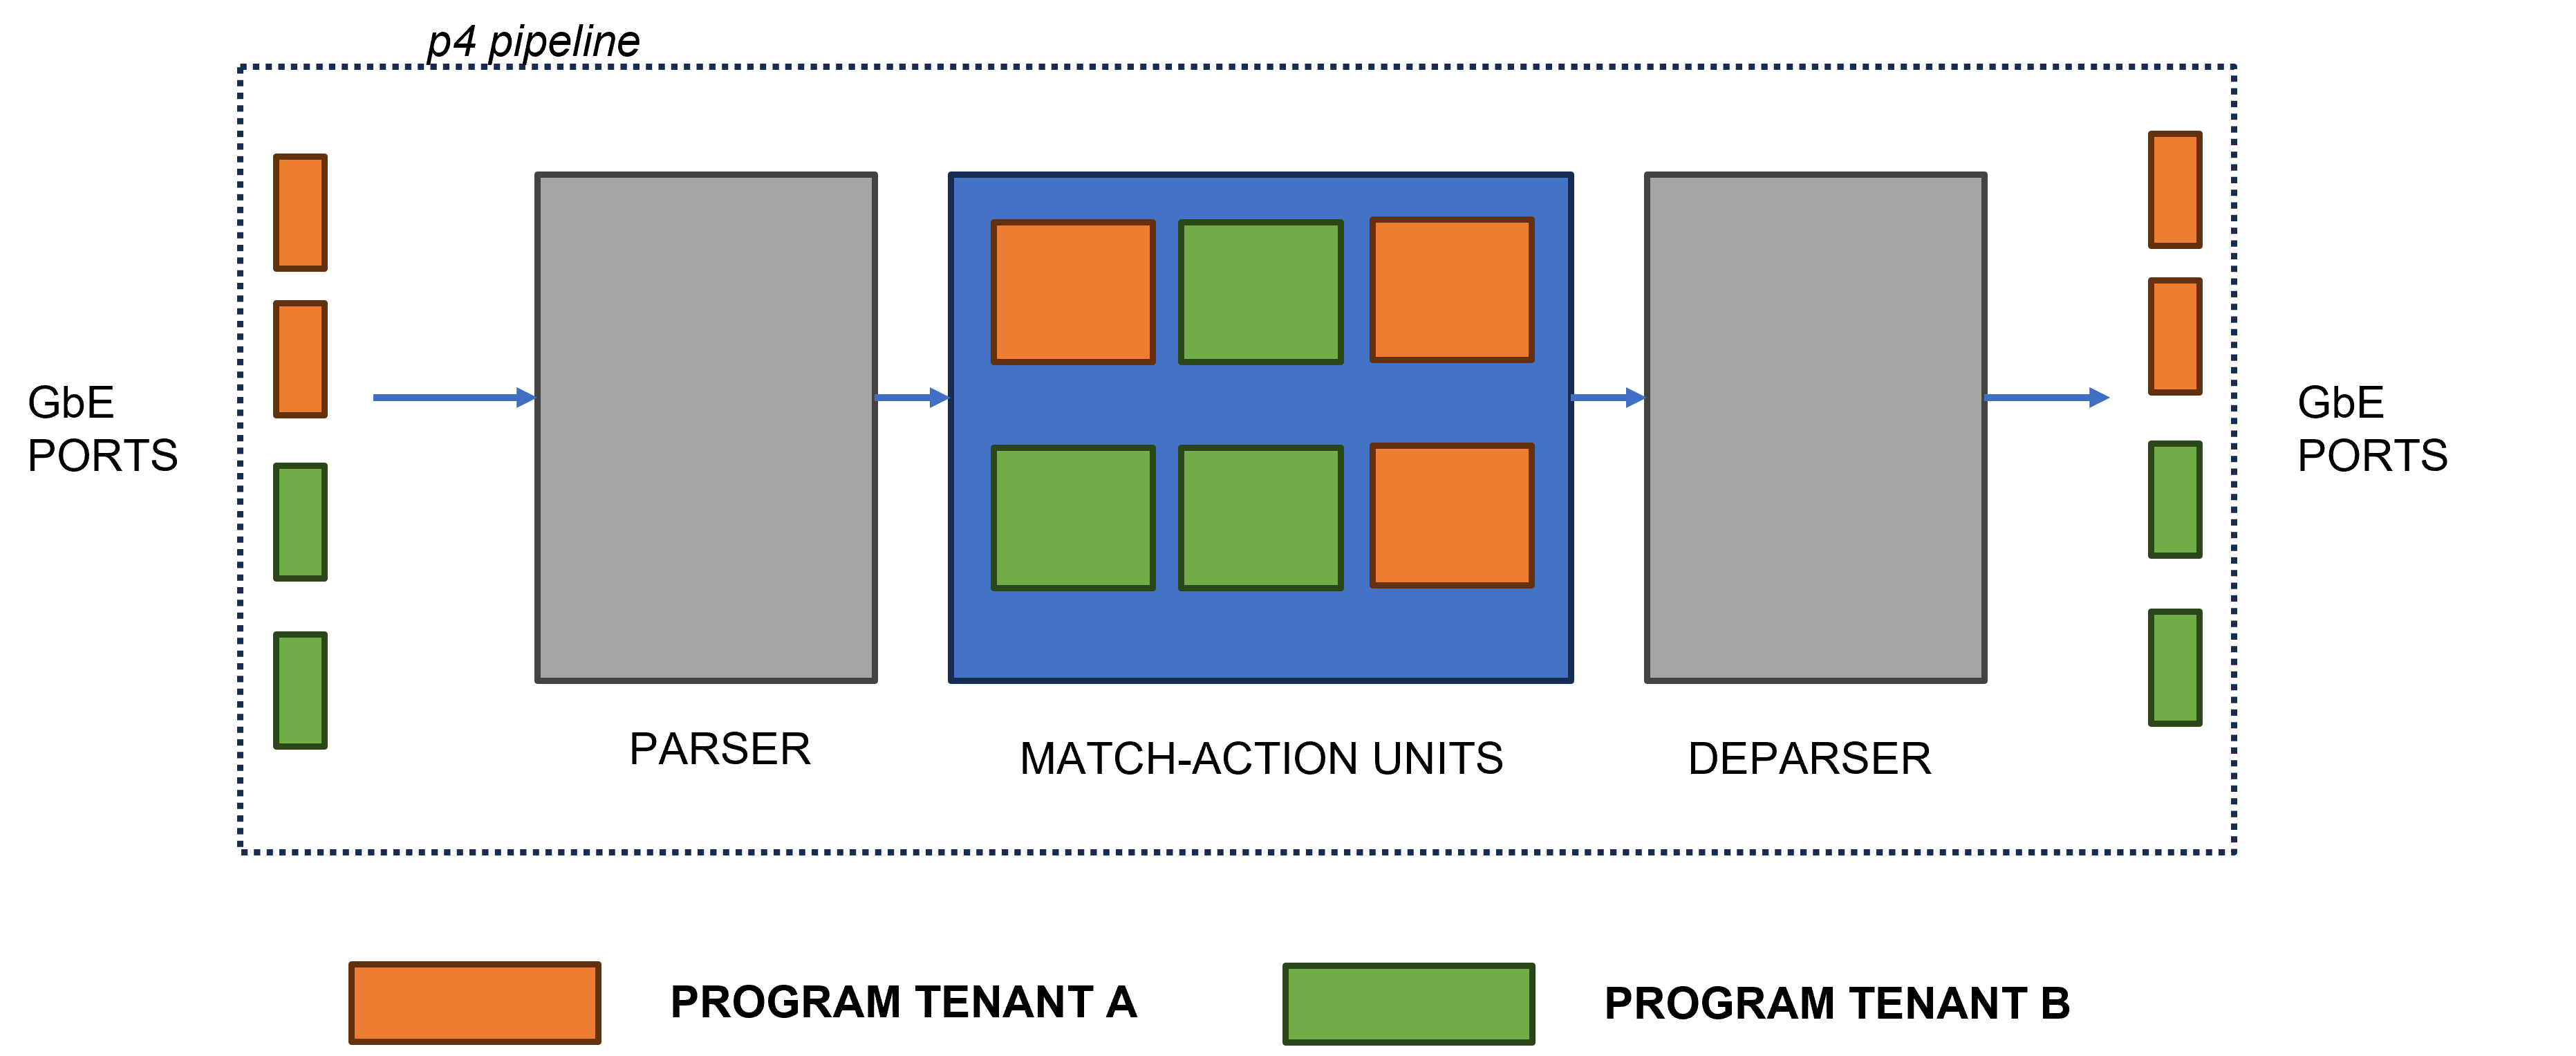 p4 pipeline
GbE
PORTS
GbE
PORTS
PARSER
MATCH-ACTION UNITS
DEPARSER
PROGRAM TENANT A
PROGRAM TENANT B